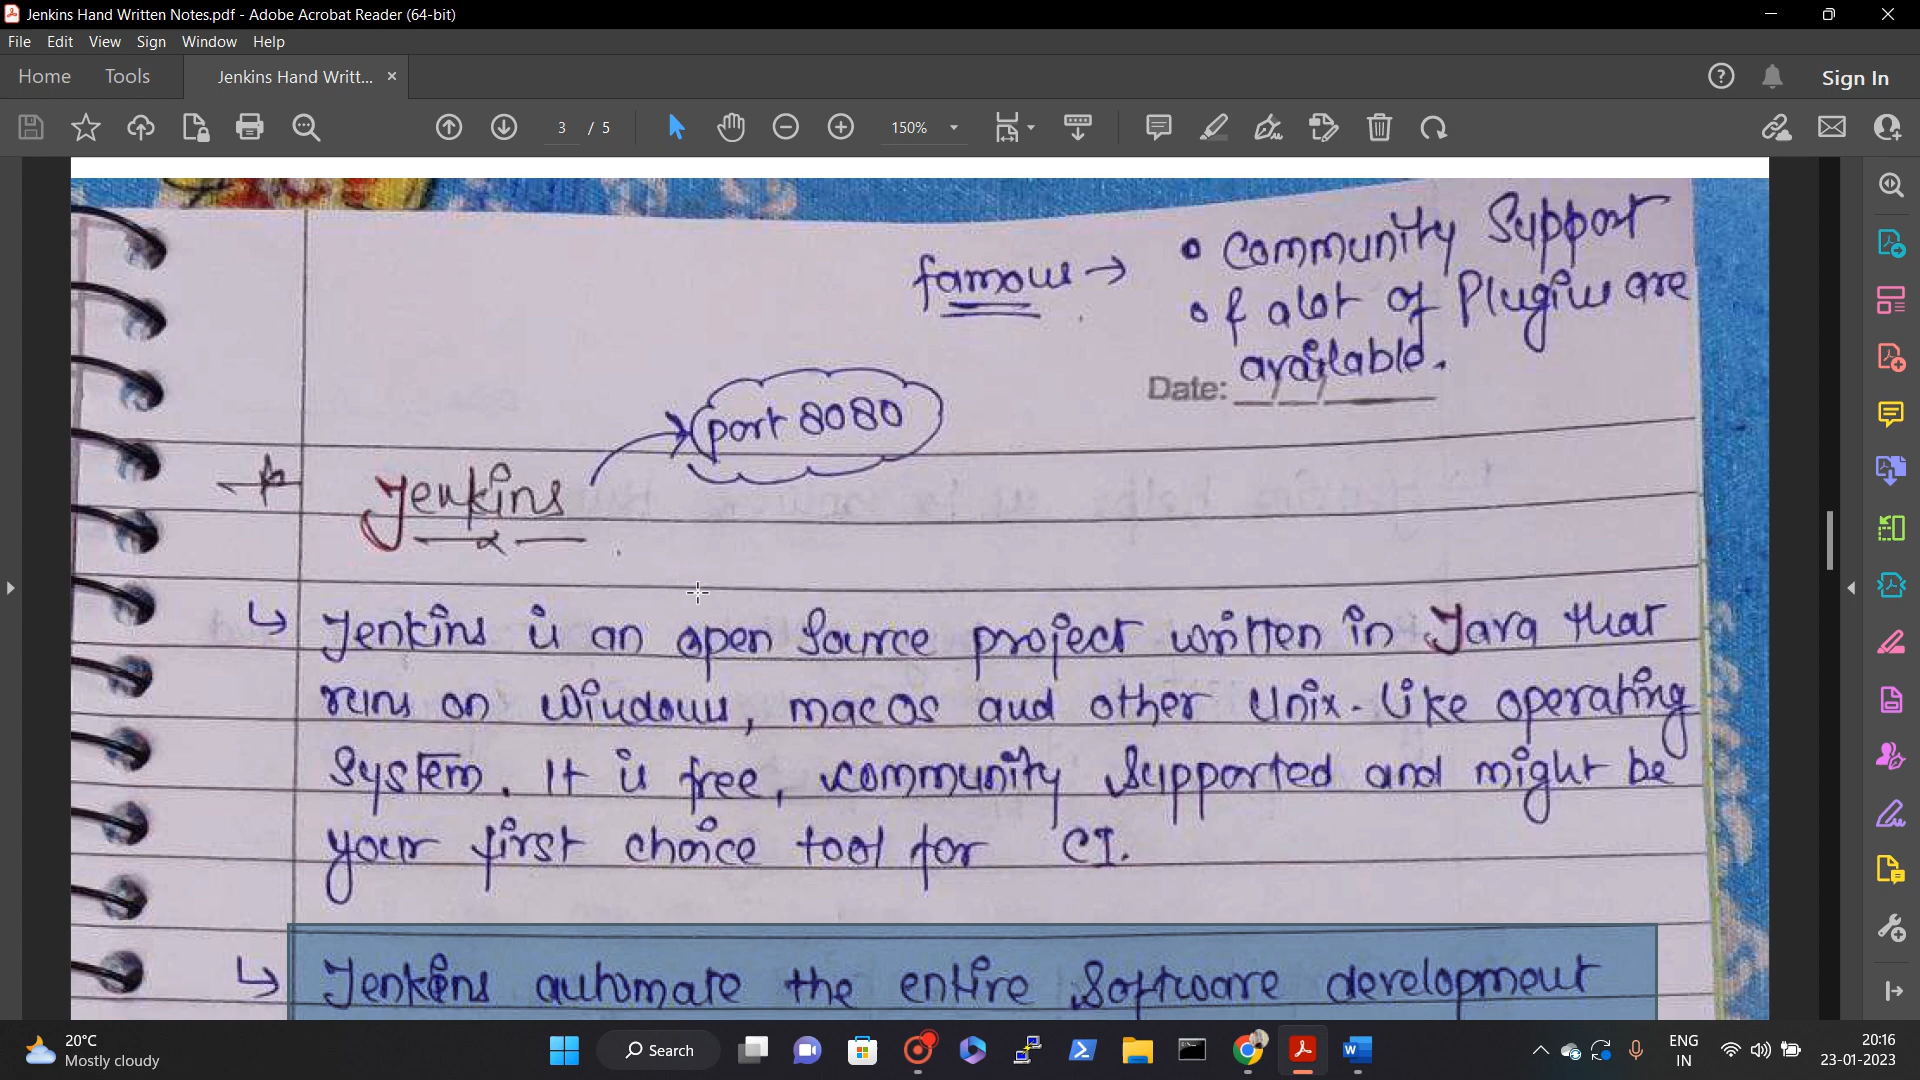 Jenkins Hand Written Notes.pdf - Adobe Acrobat Reader (64-bit)
File Edit View Sign Window Help
Home Tools Jenkins Hand Writt... × Sign In
3 / 5 150%
famous → • Community Support
• f a lot of Plugins are
available.
Date: __/__/____
port 8080
Jenkins
↳ Jenkins is an open Source project written in Java that
runs on Windows, macOS and other Unix-like operating
System. It is free, community supported and might be
your first choice tool for CI.
↳ Jenkins automate the entire Software development
20°C
Mostly cloudy
Search
ENG
IN
20:16
23-01-2023